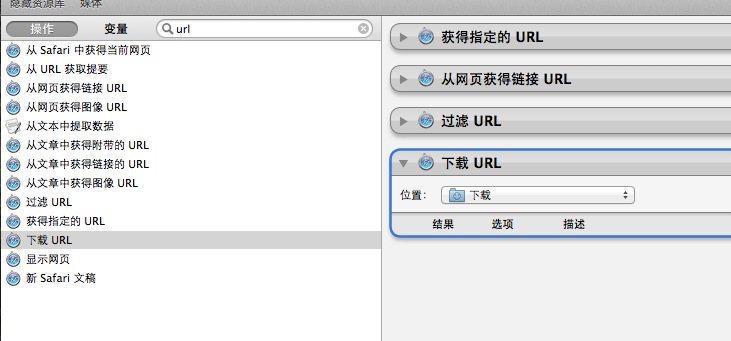 隐藏资源库 媒体
操作 变量 url
从 Safari 中获得当前网页
从 URL 获取提要
从网页获得链接 URL
从网页获得图像 URL
从文本中提取数据
从文章中获得附带的 URL
从文章中获得链接的 URL
从文章中获得图像 URL
过滤 URL
获得指定的 URL
下载 URL
显示网页
新 Safari 文稿
获得指定的 URL
从网页获得链接 URL
过滤 URL
下载 URL
位置： 下载
结果 选项 描述